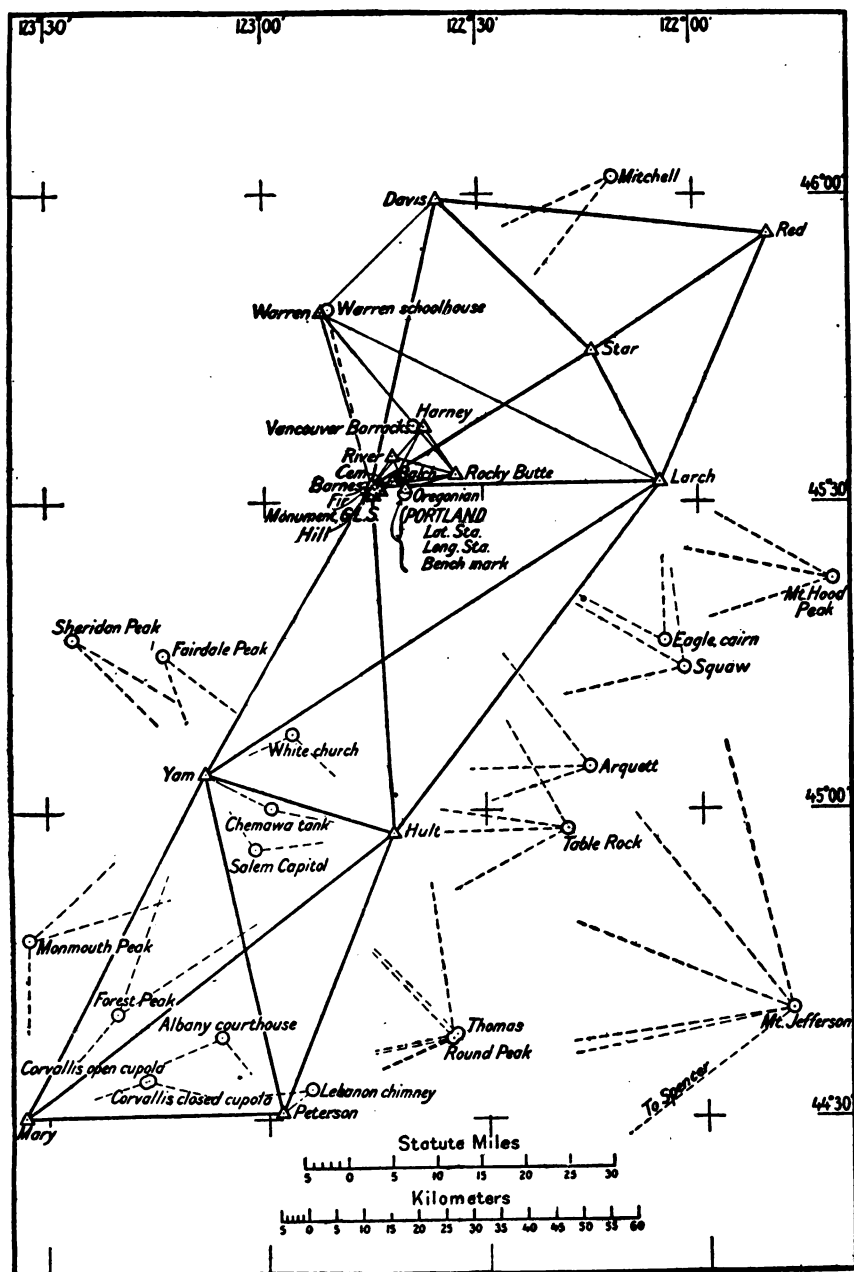 123°30'
123°00'
122°30'
122°00'
Mitchell
46°00'
Davis
Red
Warren
Warren schoolhouse
Star
Harney
Vancouver Barracks
River
Cem.
Balch
Rocky Butte
Larch
Barnes
45°30'
Fir
Oregonian
Monument, G.L.S.
PORTLAND
Hill
Lat. Sta.
Long. Sta.
Bench mark
Mt. Hood
Peak
Sheridan Peak
Eagle, cairn
Fairdale Peak
Squaw
White church
Yam
Arquett
45°00'
Chemawa tank
Hult
Table Rock
Salem Capitol
Monmouth Peak
Forest Peak
Mt. Jefferson
Albany courthouse
Thomas
Round Peak
Corvallis open cupola
To Spencer
Corvallis closed cupola
Lebanon chimney
Mary
Peterson
44°30'
Statute Miles
5 0 5 10 15 20 25 30
Kilometers
5 0 5 10 15 20 25 30 35 40 45 50 55 60